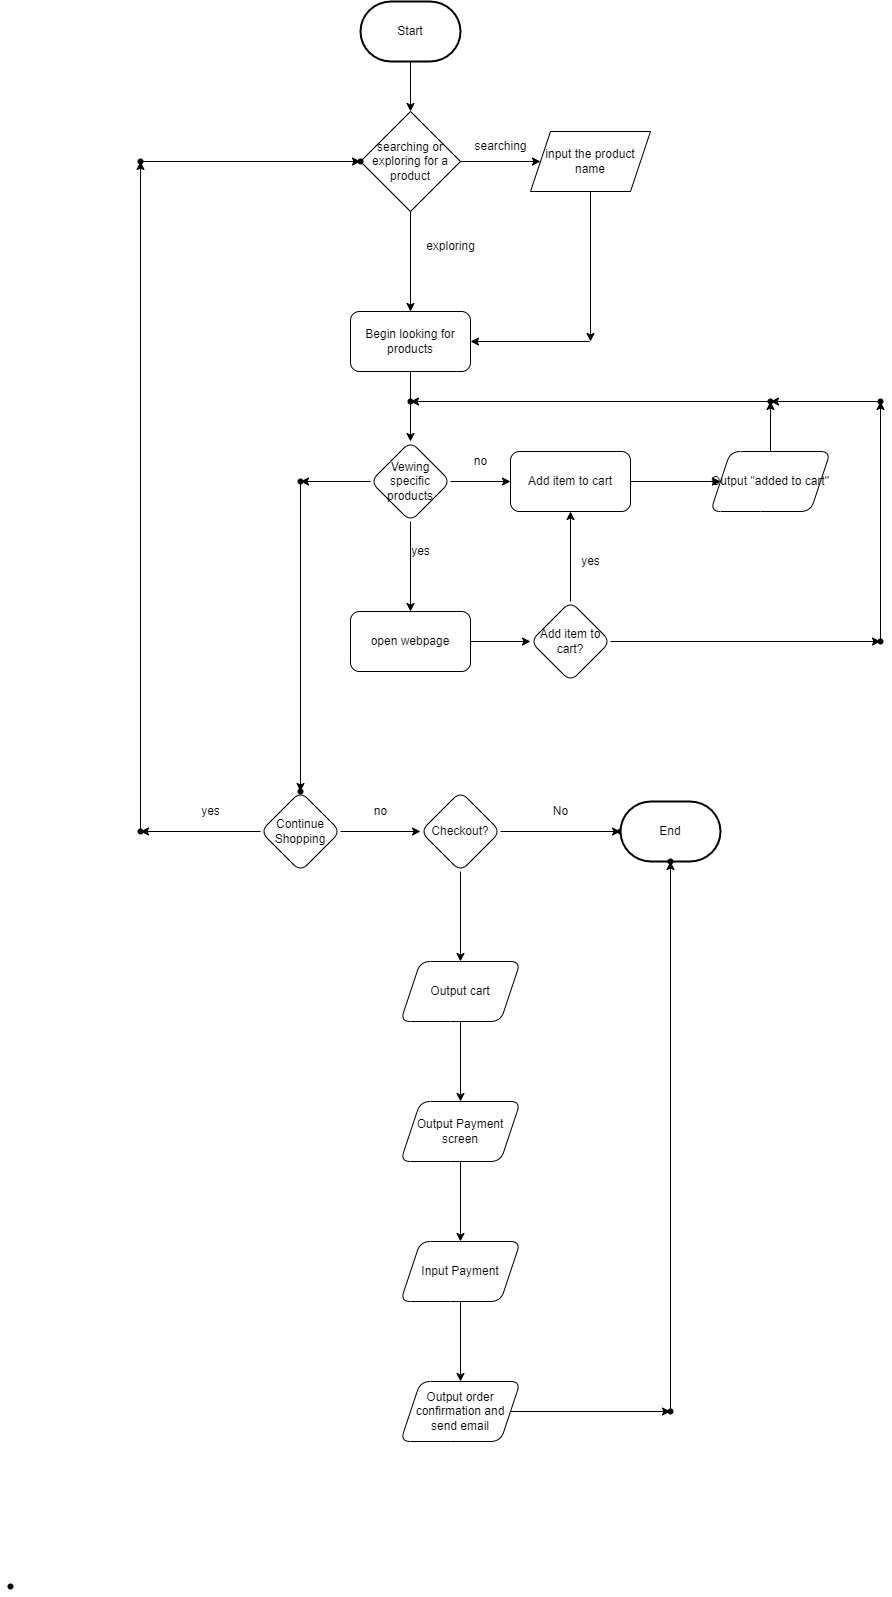 Start
searching or
exploring for a
product
searching
input the product
name
exploring
Begin looking for
products
Vewing
specific
products
no
Add item to cart
Output "added to cart"
yes
yes
open webpage
Add item to
cart?
yes
Continue
Shopping
no
Checkout?
No
End
Output cart
Output Payment
screen
Input Payment
Output order
confirmation and
send email